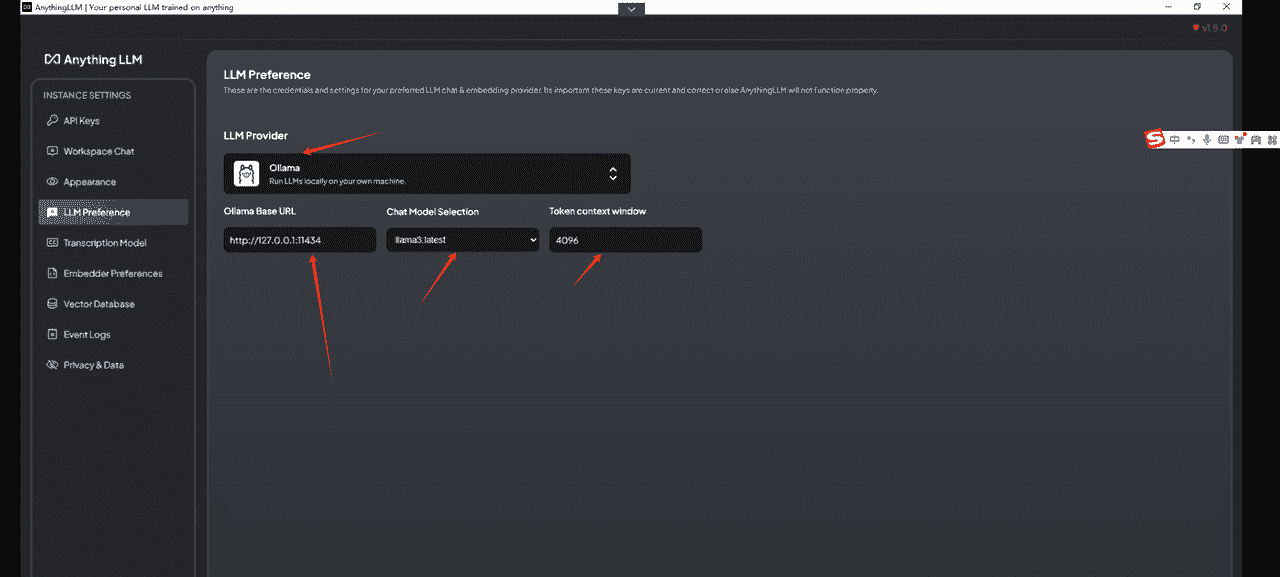 AnythingLLM | Your personal LLM trained on anything
v1.5.0
Anything LLM
INSTANCE SETTINGS
API Keys
Workspace Chat
Appearance
LLM Preference
Transcription Model
Embedder Preferences
Vector Database
Event Logs
Privacy & Data
LLM Preference
These are the credentials and settings for your preferred LLM chat & embedding provider. Its important these keys are current and correct or else AnythingLLM will not function properly.
LLM Provider
Ollama
Run LLMs locally on your own machine.
Ollama Base URL
Chat Model Selection
Token context window
http://127.0.0.1:11434
llama3:latest
4096
S
中